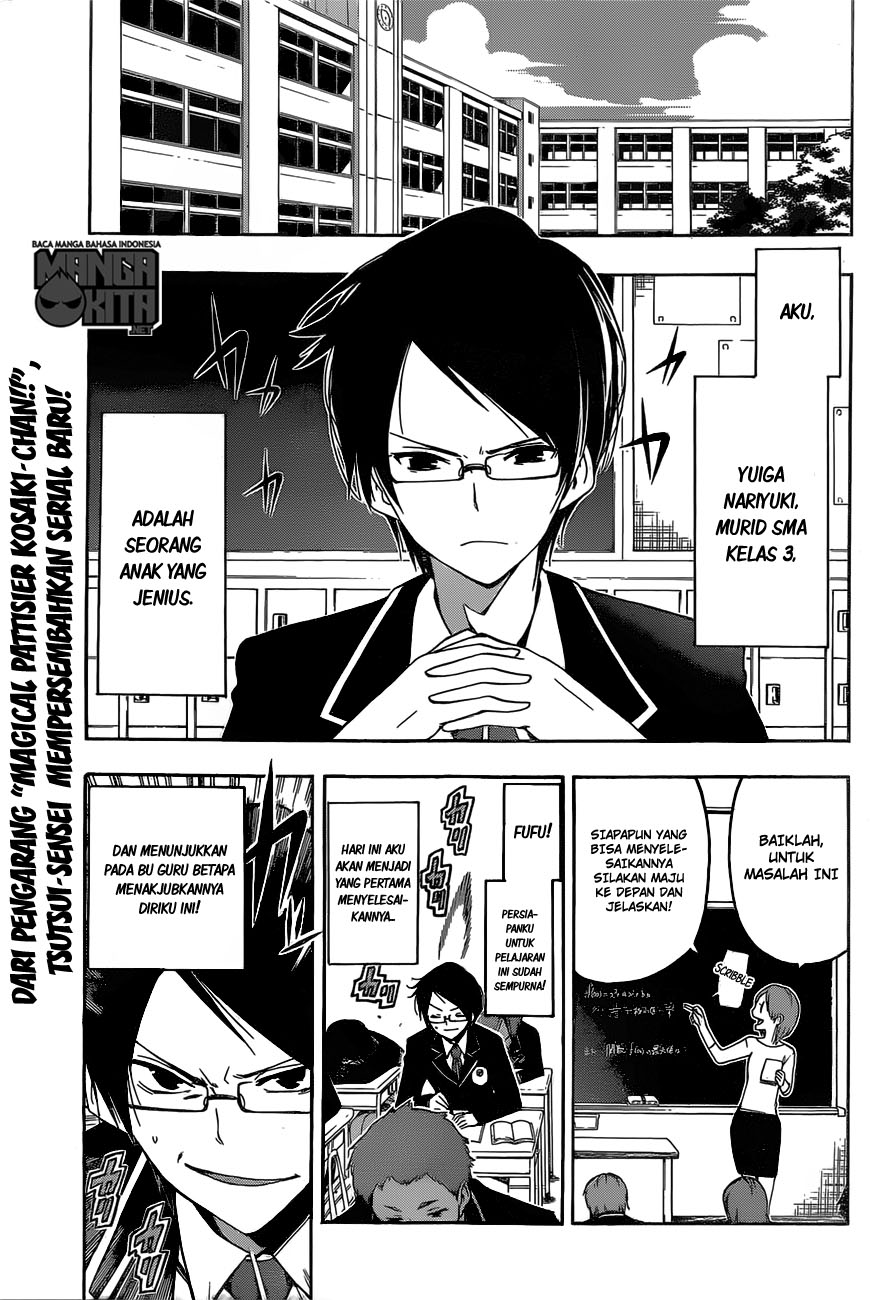 BACA MANGA BAHASA INDONESIA
MANGA
KITA
.NET
DARI PENGARANG "MAGICAL PATTISIER KOSAKI-CHAN!!",
TSUTSUI-SENSEI MEMPERSEMBAHKAN SERIAL BARU!
AKU,
YUIGA
NARIYUKI,
MURID SMA
KELAS 3,
ADALAH
SEORANG
ANAK YANG
JENIUS.
BAIKLAH,
UNTUK
MASALAH INI
SIAPAPUN YANG
BISA MENYELE-
SAIKANNYA
SILAKAN MAJU
KE DEPAN DAN
JELASKAN!
SCRIBBLE
FUFU!
PERSIA-
PANKU
UNTUK
PELAJARAN
INI SUDAH
SEMPURNA!
HARI INI AKU
AKAN MENJADI
YANG PERTAMA
MENYELESAI-
KANNYA..
DAN MENUNJUKKAN
PADA BU GURU BETAPA
MENAKJUBKANNYA
DIRIKU INI!